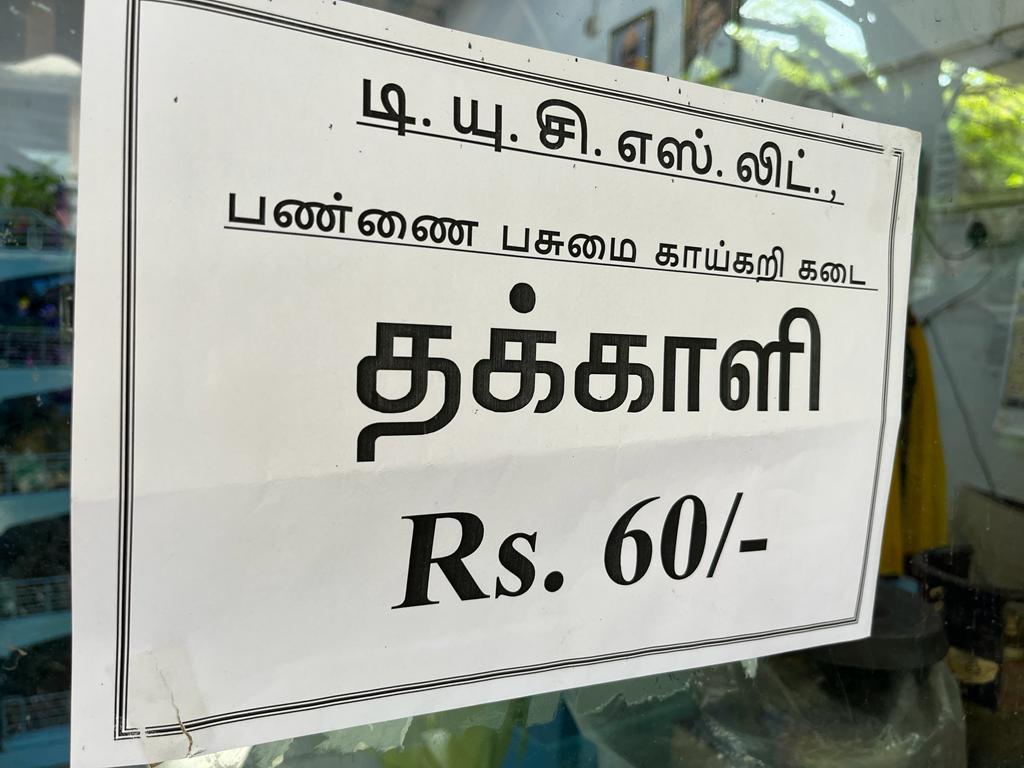 டி. யு. சி. எஸ். லிட்.,
பண்ணை பசுமை காய்கறி கடை
தக்காளி
Rs. 60/-